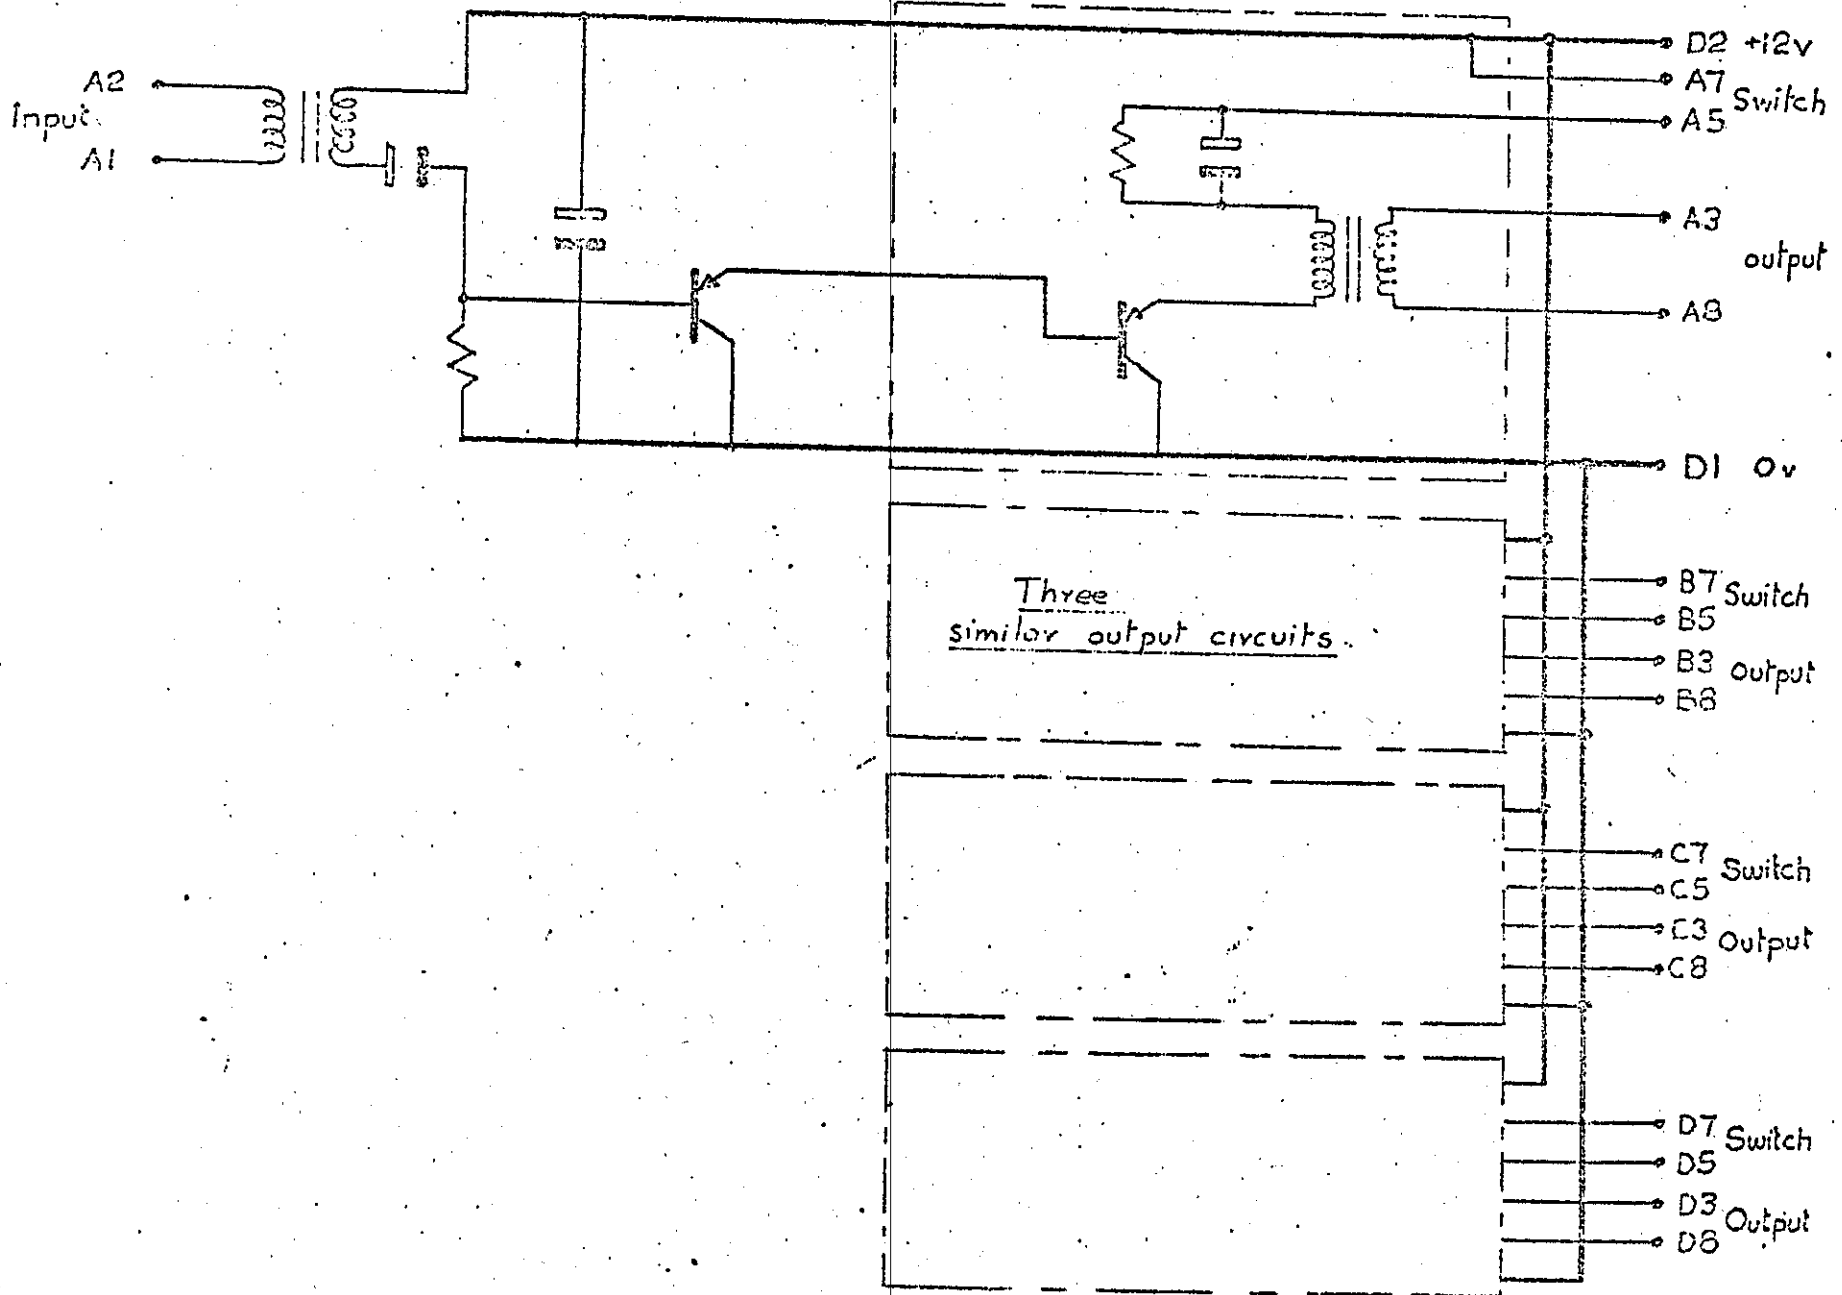 A2
Input
A1
D2 +12v
A7
Switch
A5
A3
output
A8
D1 0v
Three
similar output circuits.
B7
Switch
B5
B3
Output
B8
C7
Switch
C5
C3
Output
C8
D7
Switch
D5
D3
Output
D8